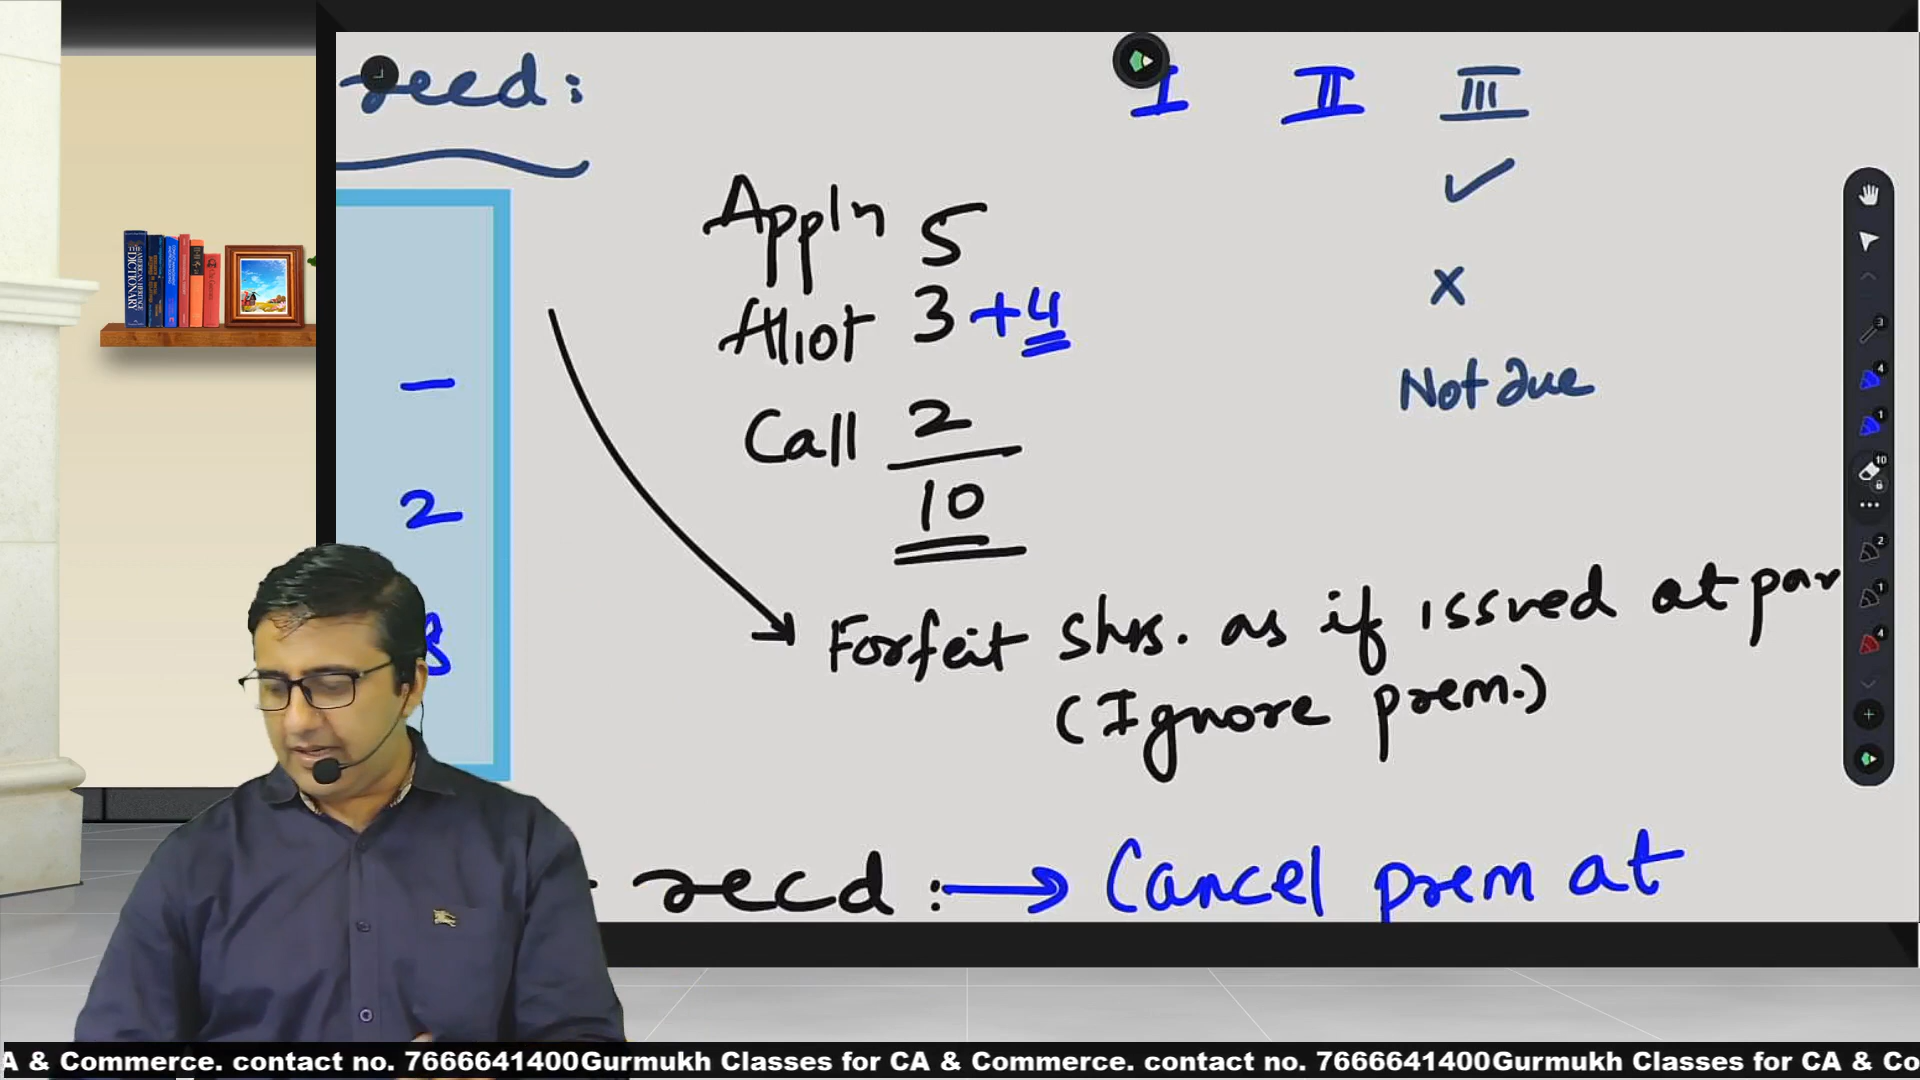 recd:
I II III
Appln 5 ✓
Allot 3 + 4 x
Call 2 Not due
10
-
2
8
Forfeit shrs. as if issued at par
(Ignore prem.)
recd: → Cancel prem at
A & Commerce. contact no. 7666641400Gurmukh Classes for CA & Commerce. contact no. 7666641400Gurmukh Classes for CA & Co